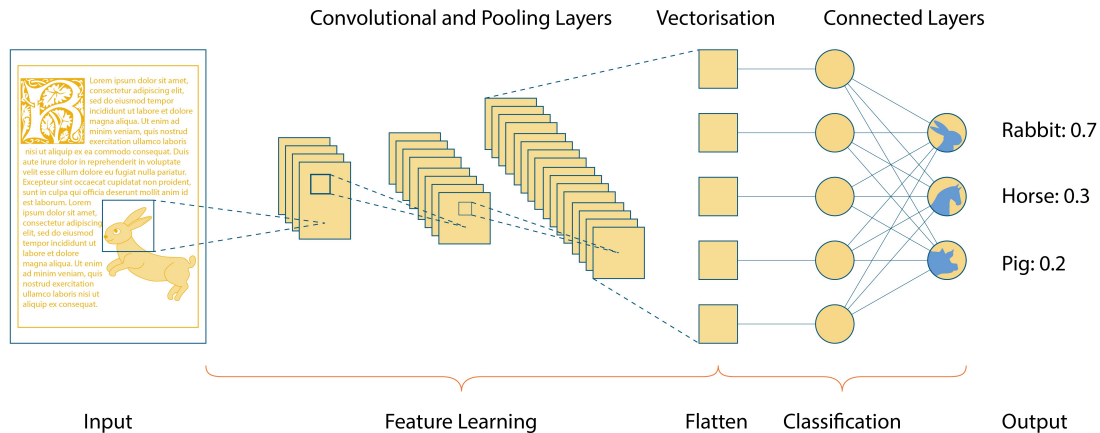 Convolutional and Pooling Layers
Vectorisation
Connected Layers
R
Lorem ipsum dolor sit amet,
consectetur adipiscing elit,
sed do eiusmod tempor
incididunt ut labore et dolore
magna aliqua. Ut enim ad
minim veniam, quis nostrud
exercitation ullamco laboris
nisi ut aliquip ex ea commodo consequat. Duis
aute irure dolor in reprehenderit in voluptate
velit esse cillum dolore eu fugiat nulla pariatur.
Excepteur sint occaecat cupidatat non proident,
sunt in culpa qui officia deserunt mollit anim id
est laborum. Lorem
ipsum dolor sit amet,
consectetur adipiscing
elit, sed do eiusmod
tempor incididunt ut
labore et dolore
magna aliqua. Ut enim
ad minim veniam, quis
nostrud exercitation
ullamco laboris nisi ut
aliquip ex consequat.
Rabbit: 0.7
Horse: 0.3
Pig: 0.2
Input
Feature Learning
Flatten
Classification
Output